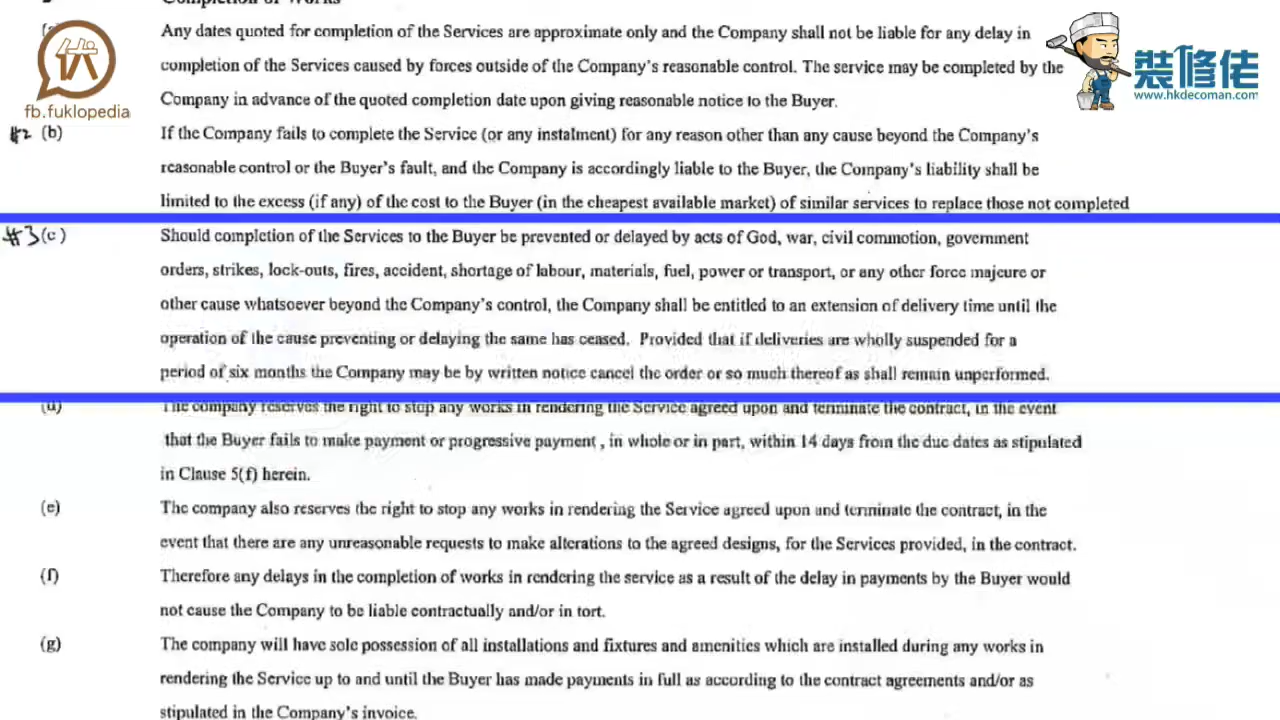 Completion of Works
Any dates quoted for completion of the Services are approximate only and the Company shall not be liable for any delay in
completion of the Services caused by forces outside of the Company's reasonable control. The service may be completed by the
Company in advance of the quoted completion date upon giving reasonable notice to the Buyer.
伏
fb.fuklopedia
裝修佬
www.hkdecoman.com
#2 (b) If the Company fails to complete the Service (or any instalment) for any reason other than any cause beyond the Company's
reasonable control or the Buyer's fault, and the Company is accordingly liable to the Buyer, the Company's liability shall be
limited to the excess (if any) of the cost to the Buyer (in the cheapest available market) of similar services to replace those not completed
#3 (c) Should completion of the Services to the Buyer be prevented or delayed by acts of God, war, civil commotion, government
orders, strikes, lock-outs, fires, accident, shortage of labour, materials, fuel, power or transport, or any other force majeure or
other cause whatsoever beyond the Company's control, the Company shall be entitled to an extension of delivery time until the
operation of the cause preventing or delaying the same has ceased. Provided that if deliveries are wholly suspended for a
period of six months the Company may be by written notice cancel the order or so much thereof as shall remain unperformed.
(d) The company reserves the right to stop any works in rendering the Service agreed upon and terminate the contract, in the event
that the Buyer fails to make payment or progressive payment , in whole or in part, within 14 days from the due dates as stipulated
in Clause 5(f) herein.
(e) The company also reserves the right to stop any works in rendering the Service agreed upon and terminate the contract, in the
event that there are any unreasonable requests to make alterations to the agreed designs, for the Services provided, in the contract.
(f) Therefore any delays in the completion of works in rendering the service as a result of the delay in payments by the Buyer would
not cause the Company to be liable contractually and/or in tort.
(g) The company will have sole possession of all installations and fixtures and amenities which are installed during any works in
rendering the Service up to and until the Buyer has made payments in full as according to the contract agreements and/or as
stipulated in the Company's invoice.